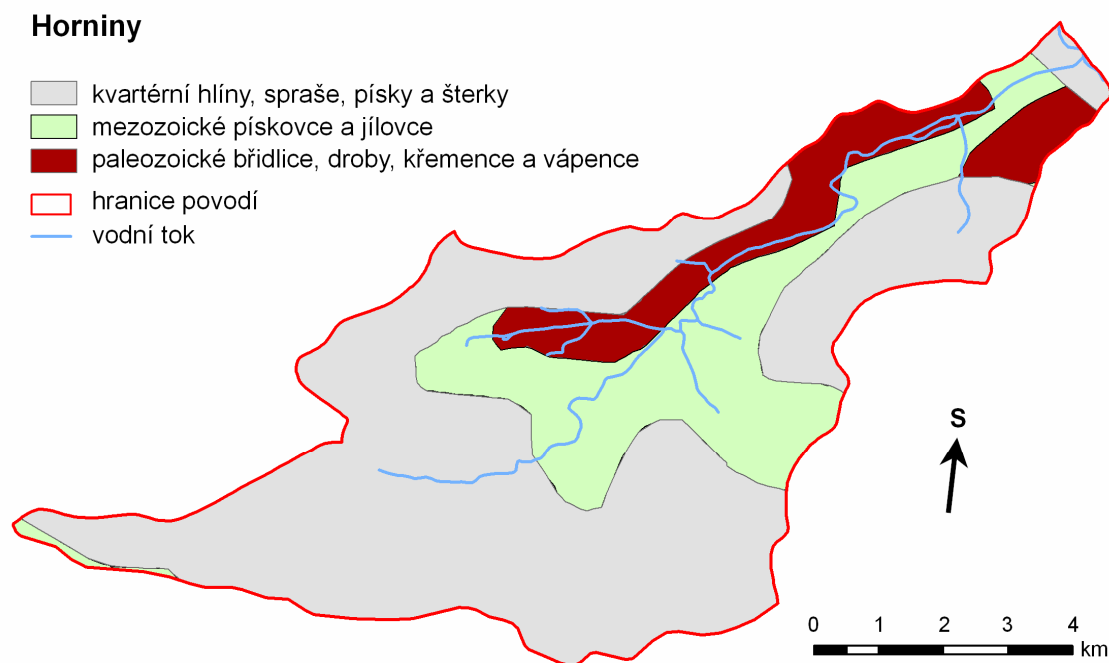 Horniny
kvartérní hlíny, spraše, písky a šterky
mezozoické pískovce a jílovce
paleozoické břidlice, droby, křemence a vápence
hranice povodí
vodní tok
S
0 1 2 3 4
km